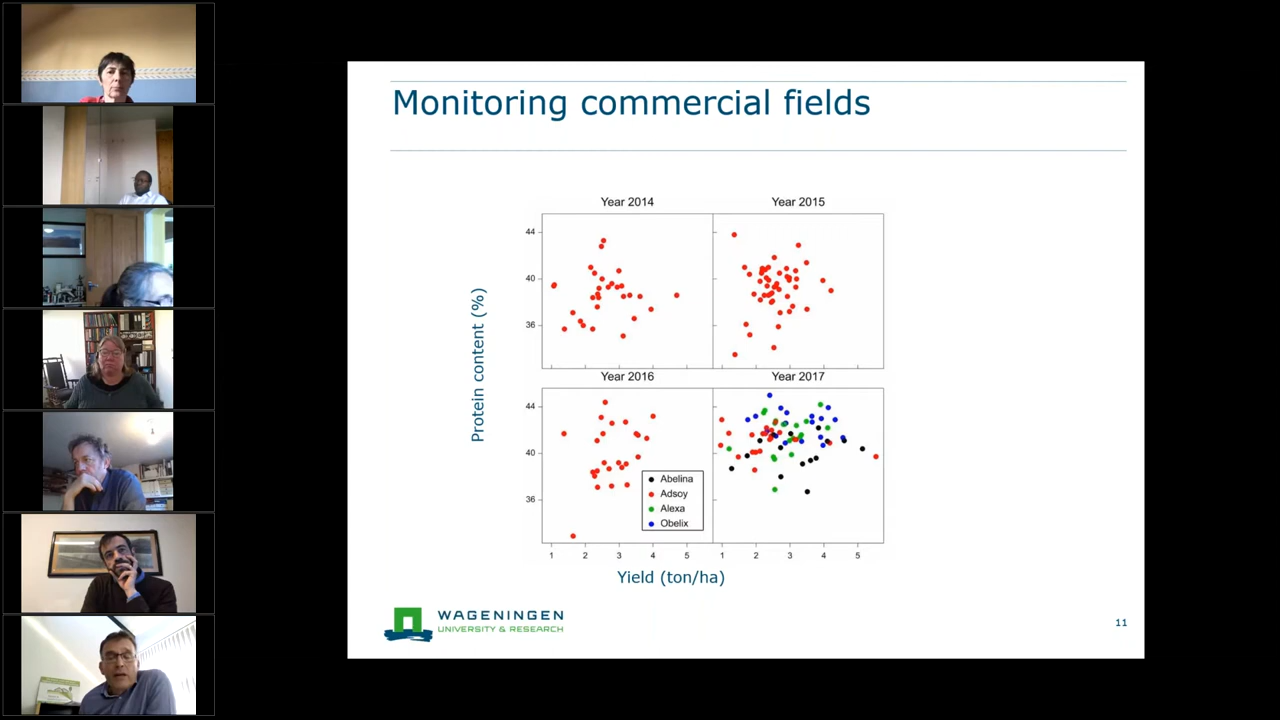 Monitoring commercial fields
Year 2014
Year 2015
44
40
36
Year 2016
Year 2017
44
40
36
Abelina
Adsoy
Alexa
Obelix
1 2 3 4 5 1 2 3 4 5
Protein content (%)
Yield (ton/ha)
WAGENINGEN
UNIVERSITY & RESEARCH
11